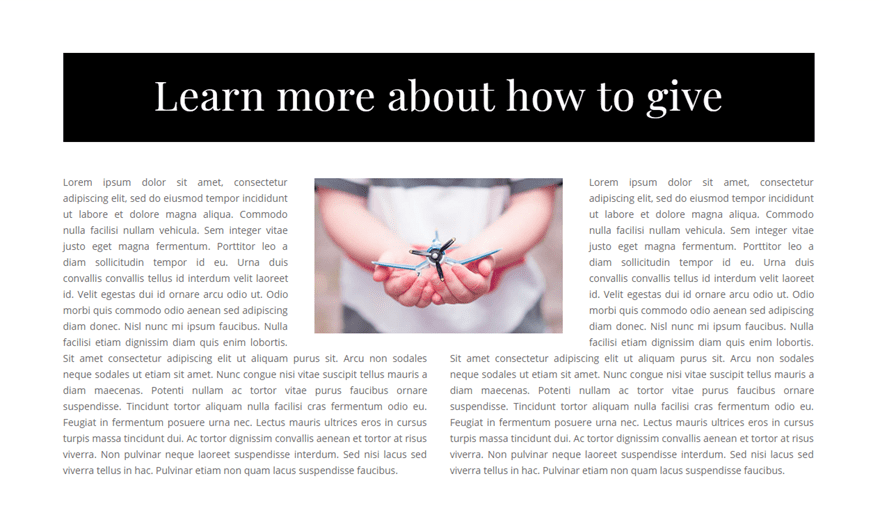 Learn more about how to give
Lorem ipsum dolor sit amet, consectetur
adipiscing elit, sed do eiusmod tempor incididunt
ut labore et dolore magna aliqua. Commodo
nulla facilisi nullam vehicula. Sem integer vitae
justo eget magna fermentum. Porttitor leo a
diam sollicitudin tempor id eu. Urna duis
convallis convallis tellus id interdum velit laoreet
id. Velit egestas dui id ornare arcu odio ut. Odio
morbi quis commodo odio aenean sed adipiscing
diam donec. Nisl nunc mi ipsum faucibus. Nulla
facilisi etiam dignissim diam quis enim lobortis.
Sit amet consectetur adipiscing elit ut aliquam purus sit. Arcu non sodales
neque sodales ut etiam sit amet. Nunc congue nisi vitae suscipit tellus mauris a
diam maecenas. Potenti nullam ac tortor vitae purus faucibus ornare
suspendisse. Tincidunt tortor aliquam nulla facilisi cras fermentum odio eu.
Feugiat in fermentum posuere urna nec. Lectus mauris ultrices eros in cursus
turpis massa tincidunt dui. Ac tortor dignissim convallis aenean et tortor at risus
viverra. Non pulvinar neque laoreet suspendisse interdum. Sed nisi lacus sed
viverra tellus in hac. Pulvinar etiam non quam lacus suspendisse faucibus.
Lorem ipsum dolor sit amet, consectetur
adipiscing elit, sed do eiusmod tempor incididunt
ut labore et dolore magna aliqua. Commodo
nulla facilisi nullam vehicula. Sem integer vitae
justo eget magna fermentum. Porttitor leo a
diam sollicitudin tempor id eu. Urna duis
convallis convallis tellus id interdum velit laoreet
id. Velit egestas dui id ornare arcu odio ut. Odio
morbi quis commodo odio aenean sed adipiscing
diam donec. Nisl nunc mi ipsum faucibus. Nulla
facilisi etiam dignissim diam quis enim lobortis.
Sit amet consectetur adipiscing elit ut aliquam purus sit. Arcu non sodales
neque sodales ut etiam sit amet. Nunc congue nisi vitae suscipit tellus mauris a
diam maecenas. Potenti nullam ac tortor vitae purus faucibus ornare
suspendisse. Tincidunt tortor aliquam nulla facilisi cras fermentum odio eu.
Feugiat in fermentum posuere urna nec. Lectus mauris ultrices eros in cursus
turpis massa tincidunt dui. Ac tortor dignissim convallis aenean et tortor at risus
viverra. Non pulvinar neque laoreet suspendisse interdum. Sed nisi lacus sed
viverra tellus in hac. Pulvinar etiam non quam lacus suspendisse faucibus.